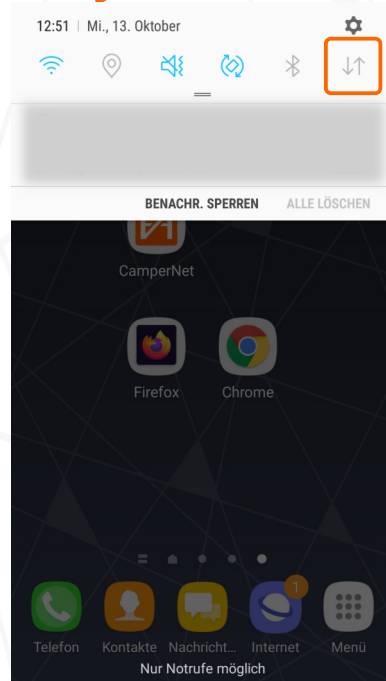 12:51 | Mi., 13. Oktober
BENACHR. SPERREN ALLE LÖSCHEN
CamperNet
Firefox Chrome
1
Telefon Kontakte Nachricht... Internet Menü
Nur Notrufe möglich